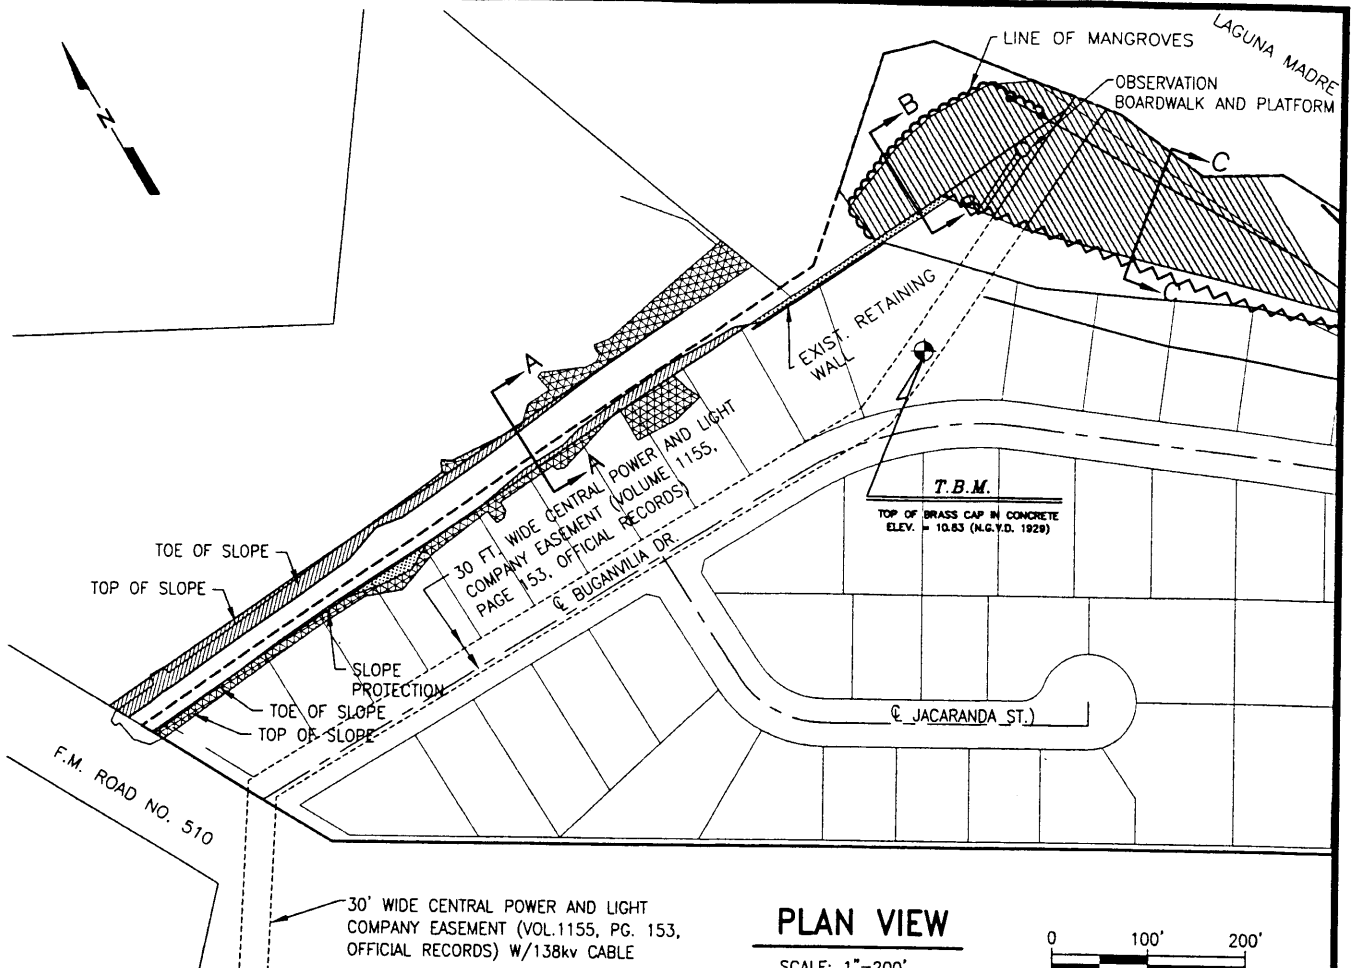 LAGUNA MADRE
LINE OF MANGROVES
OBSERVATION
BOARDWALK AND PLATFORM
N
B
C
C
A
A
EXIST. RETAINING
WALL
T.B.M.
TOP OF BRASS CAP IN CONCRETE
ELEV. = 10.83 (N.G.V.D. 1929)
30 FT. WIDE CENTRAL POWER AND LIGHT
COMPANY EASEMENT (VOLUME 1155,
PAGE 153, OFFICIAL RECORDS)
℄ BUGANVILIA DR.
TOE OF SLOPE
TOP OF SLOPE
SLOPE
PROTECTION
TOE OF SLOPE
TOP OF SLOPE
℄ JACARANDA ST.)
F.M. ROAD NO. 510
30' WIDE CENTRAL POWER AND LIGHT
COMPANY EASEMENT (VOL.1155, PG. 153,
OFFICIAL RECORDS) W/138kv CABLE
PLAN VIEW
SCALE: 1"=200'
0 100' 200'